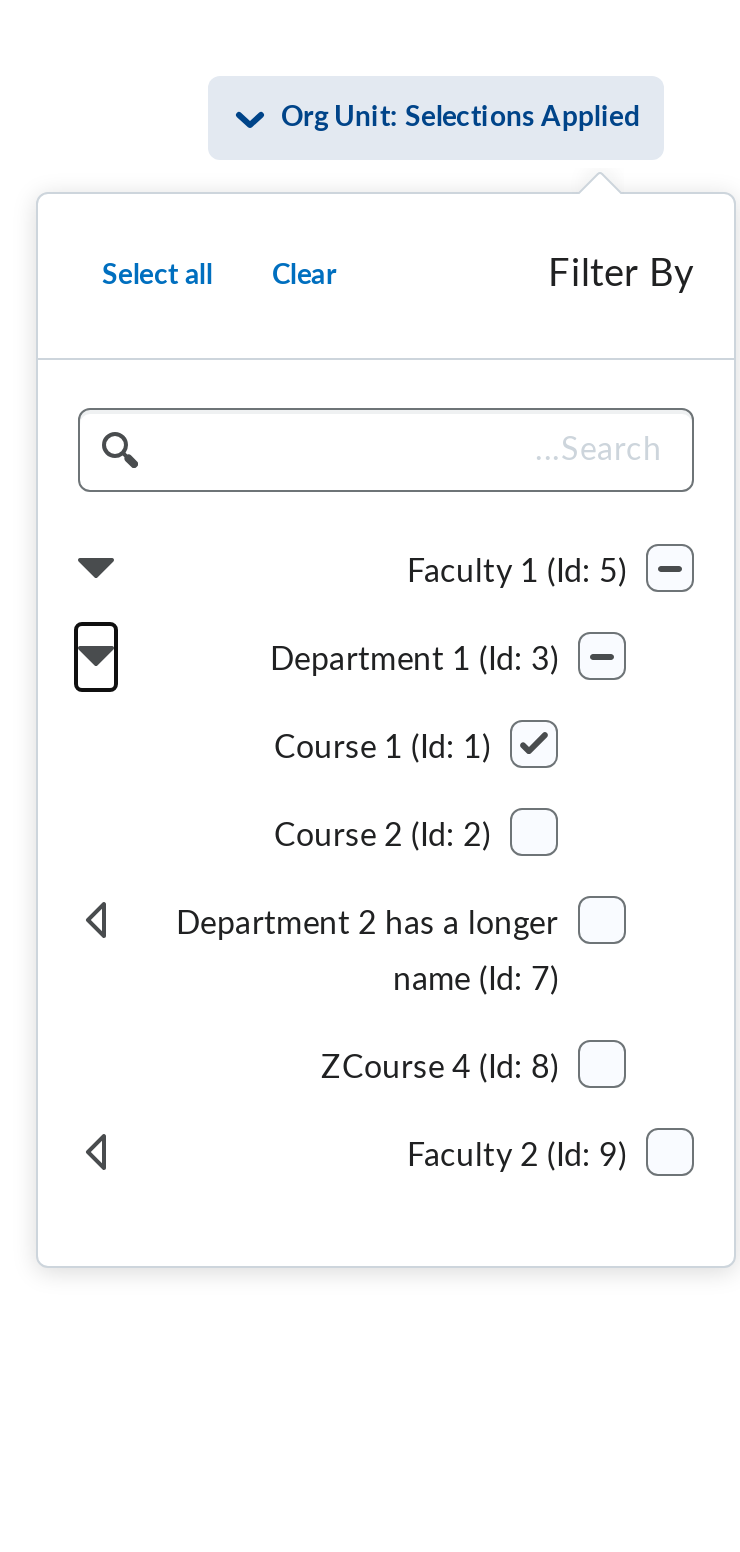 Org Unit: Selections Applied
Filter By
Clear
Select all
...Search
Faculty 1 (Id: 5)
Department 1 (Id: 3)
Course 1 (Id: 1)
Course 2 (Id: 2)
Department 2 has a longer
name (Id: 7)
ZCourse 4 (Id: 8)
Faculty 2 (Id: 9)